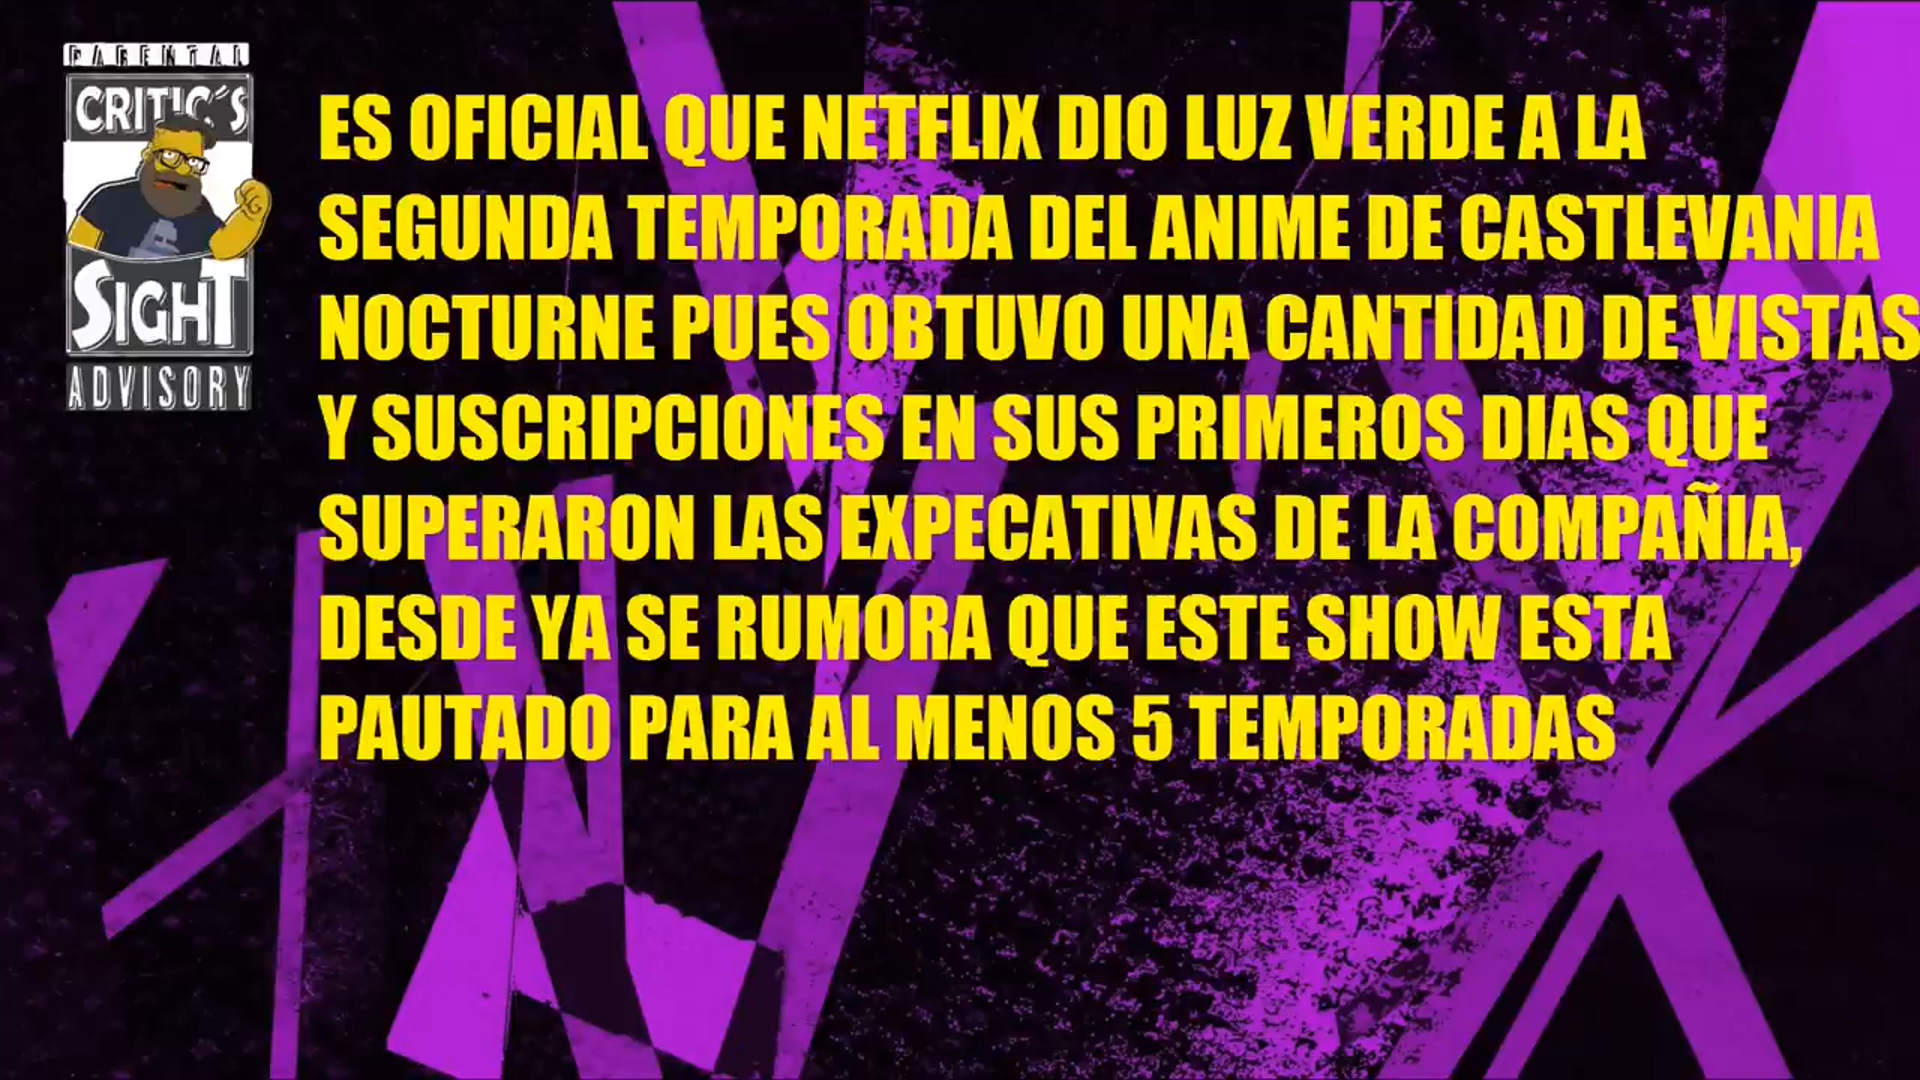 PARENTAL
CRITIC'S
SIGHT
ADVISORY
ES OFICIAL QUE NETFLIX DIO LUZ VERDE A LA
SEGUNDA TEMPORADA DEL ANIME DE CASTLEVANIA
NOCTURNE PUES OBTUVO UNA CANTIDAD DE VISTAS
Y SUSCRIPCIONES EN SUS PRIMEROS DIAS QUE
SUPERARON LAS EXPECATIVAS DE LA COMPAÑIA,
DESDE YA SE RUMORA QUE ESTE SHOW ESTA
PAUTADO PARA AL MENOS 5 TEMPORADAS